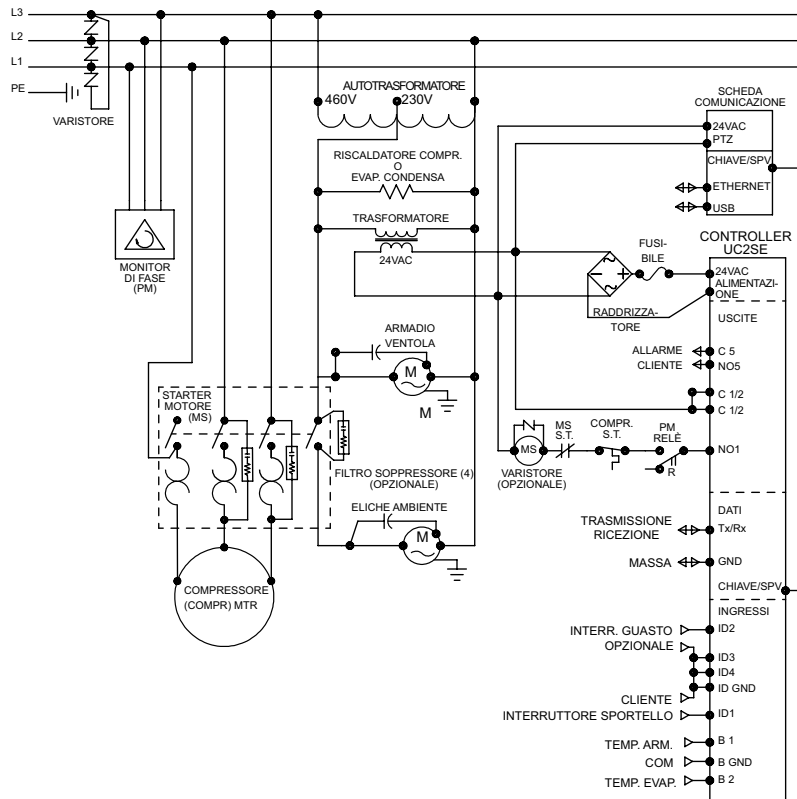 L3
L2
L1
PE
VARISTORE
AUTOTRASFORMATORE
460V
230V
RISCALDATORE COMPR.
O
EVAP. CONDENSA
TRASFORMATORE
24VAC
MONITOR
DI FASE
(PM)
ARMADIO
VENTOLA
M
M
STARTER
MOTORE
(MS)
FILTRO SOPPRESSORE (4)
(OPZIONALE)
ELICHE AMBIENTE
M
COMPRESSORE
(COMPR) MTR
SCHEDA
COMUNICAZIONE
24VAC
PTZ
CHIAVE/SPV
ETHERNET
USB
CONTROLLER
UC2SE
FUSI-
BILE
RADDRIZZA-
TORE
24VAC
ALIMENTAZI-
ONE
USCITE
ALLARME
CLIENTE
C 5
NO5
C 1/2
C 1/2
MS
MS
S.T.
COMPR.
S.T.
PM
RELÈ
R
NO1
VARISTORE
(OPZIONALE)
DATI
TRASMISSIONE
RICEZIONE
Tx/Rx
MASSA
GND
CHIAVE/SPV
INGRESSI
INTERR. GUASTO
ID2
OPZIONALE
ID3
ID4
ID GND
CLIENTE
INTERRUTTORE SPORTELLO
ID1
TEMP. ARM.
B 1
COM
B GND
TEMP. EVAP.
B 2